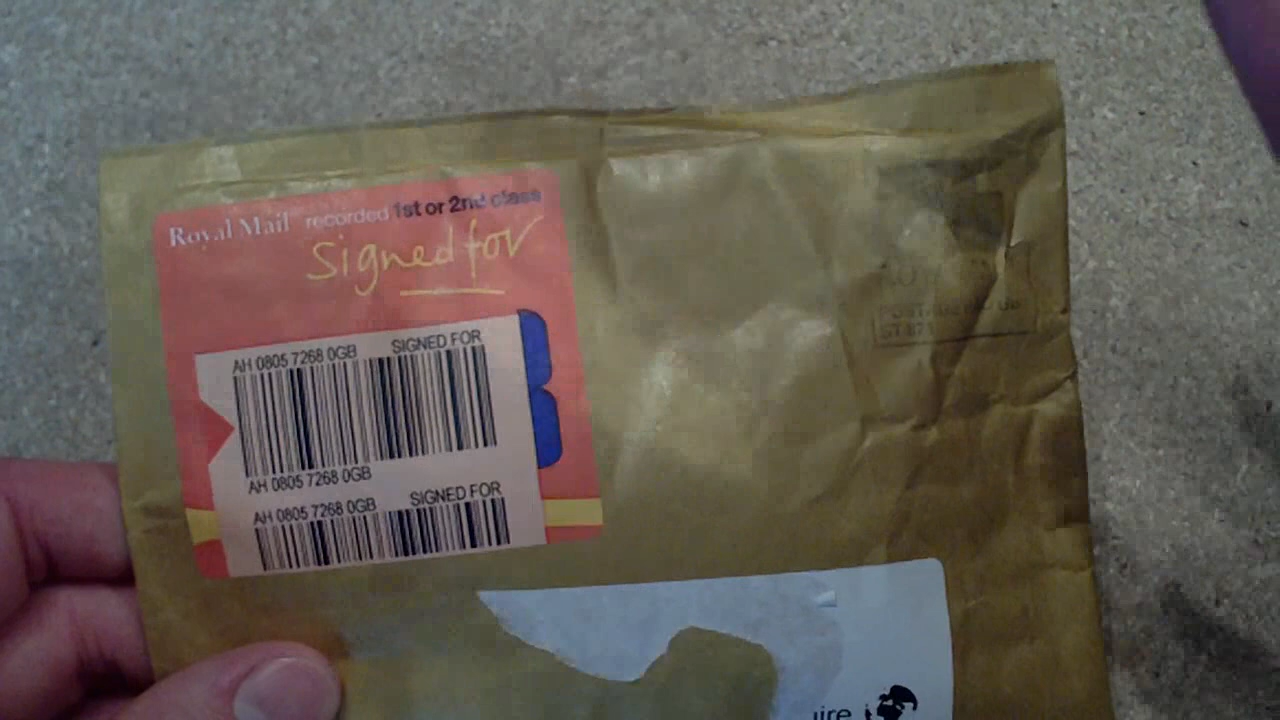 Royal Mail recorded 1st or 2nd class
Signed for
AH 0805 7268 0GB SIGNED FOR
AH 0805 7268 0GB
AH 0805 7268 0GB SIGNED FOR
ire